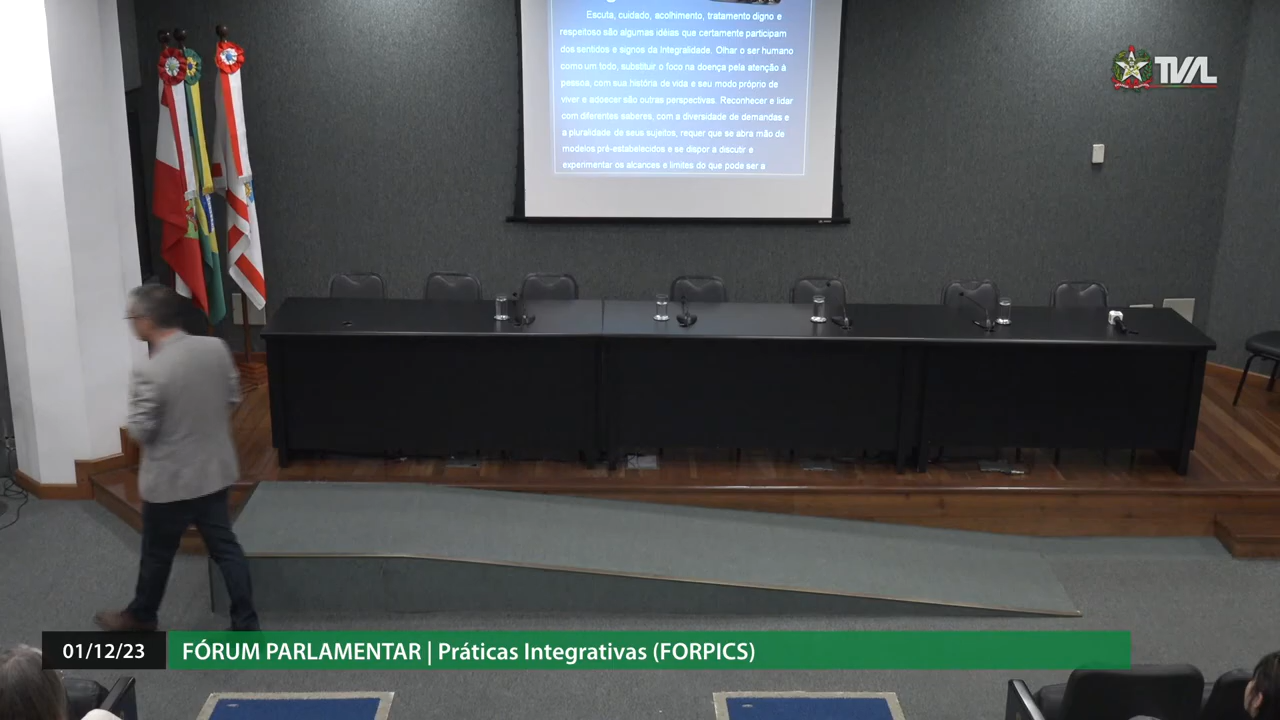 Escuta, cuidado, acolhimento, tratamento digno e
respeitoso são algumas idéias que certamente participam
dos sentidos e signos da integralidade. Olhar o ser humano
como um todo, substituir o foco na doença pela atenção à
pessoa, com sua história de vida e seu modo próprio de
viver e adoecer são outras perspectivas. Reconhecer e lidar
com diferentes saberes, com a diversidade de demandas e
a pluralidade de seus sujeitos, requer que se abra mão de
modelos pré-estabelecidos e se dispor a discutir e
experimentar os alcances e limites do que pode ser a
TVAL
01/12/23 FÓRUM PARLAMENTAR | Práticas Integrativas (FORPICS)